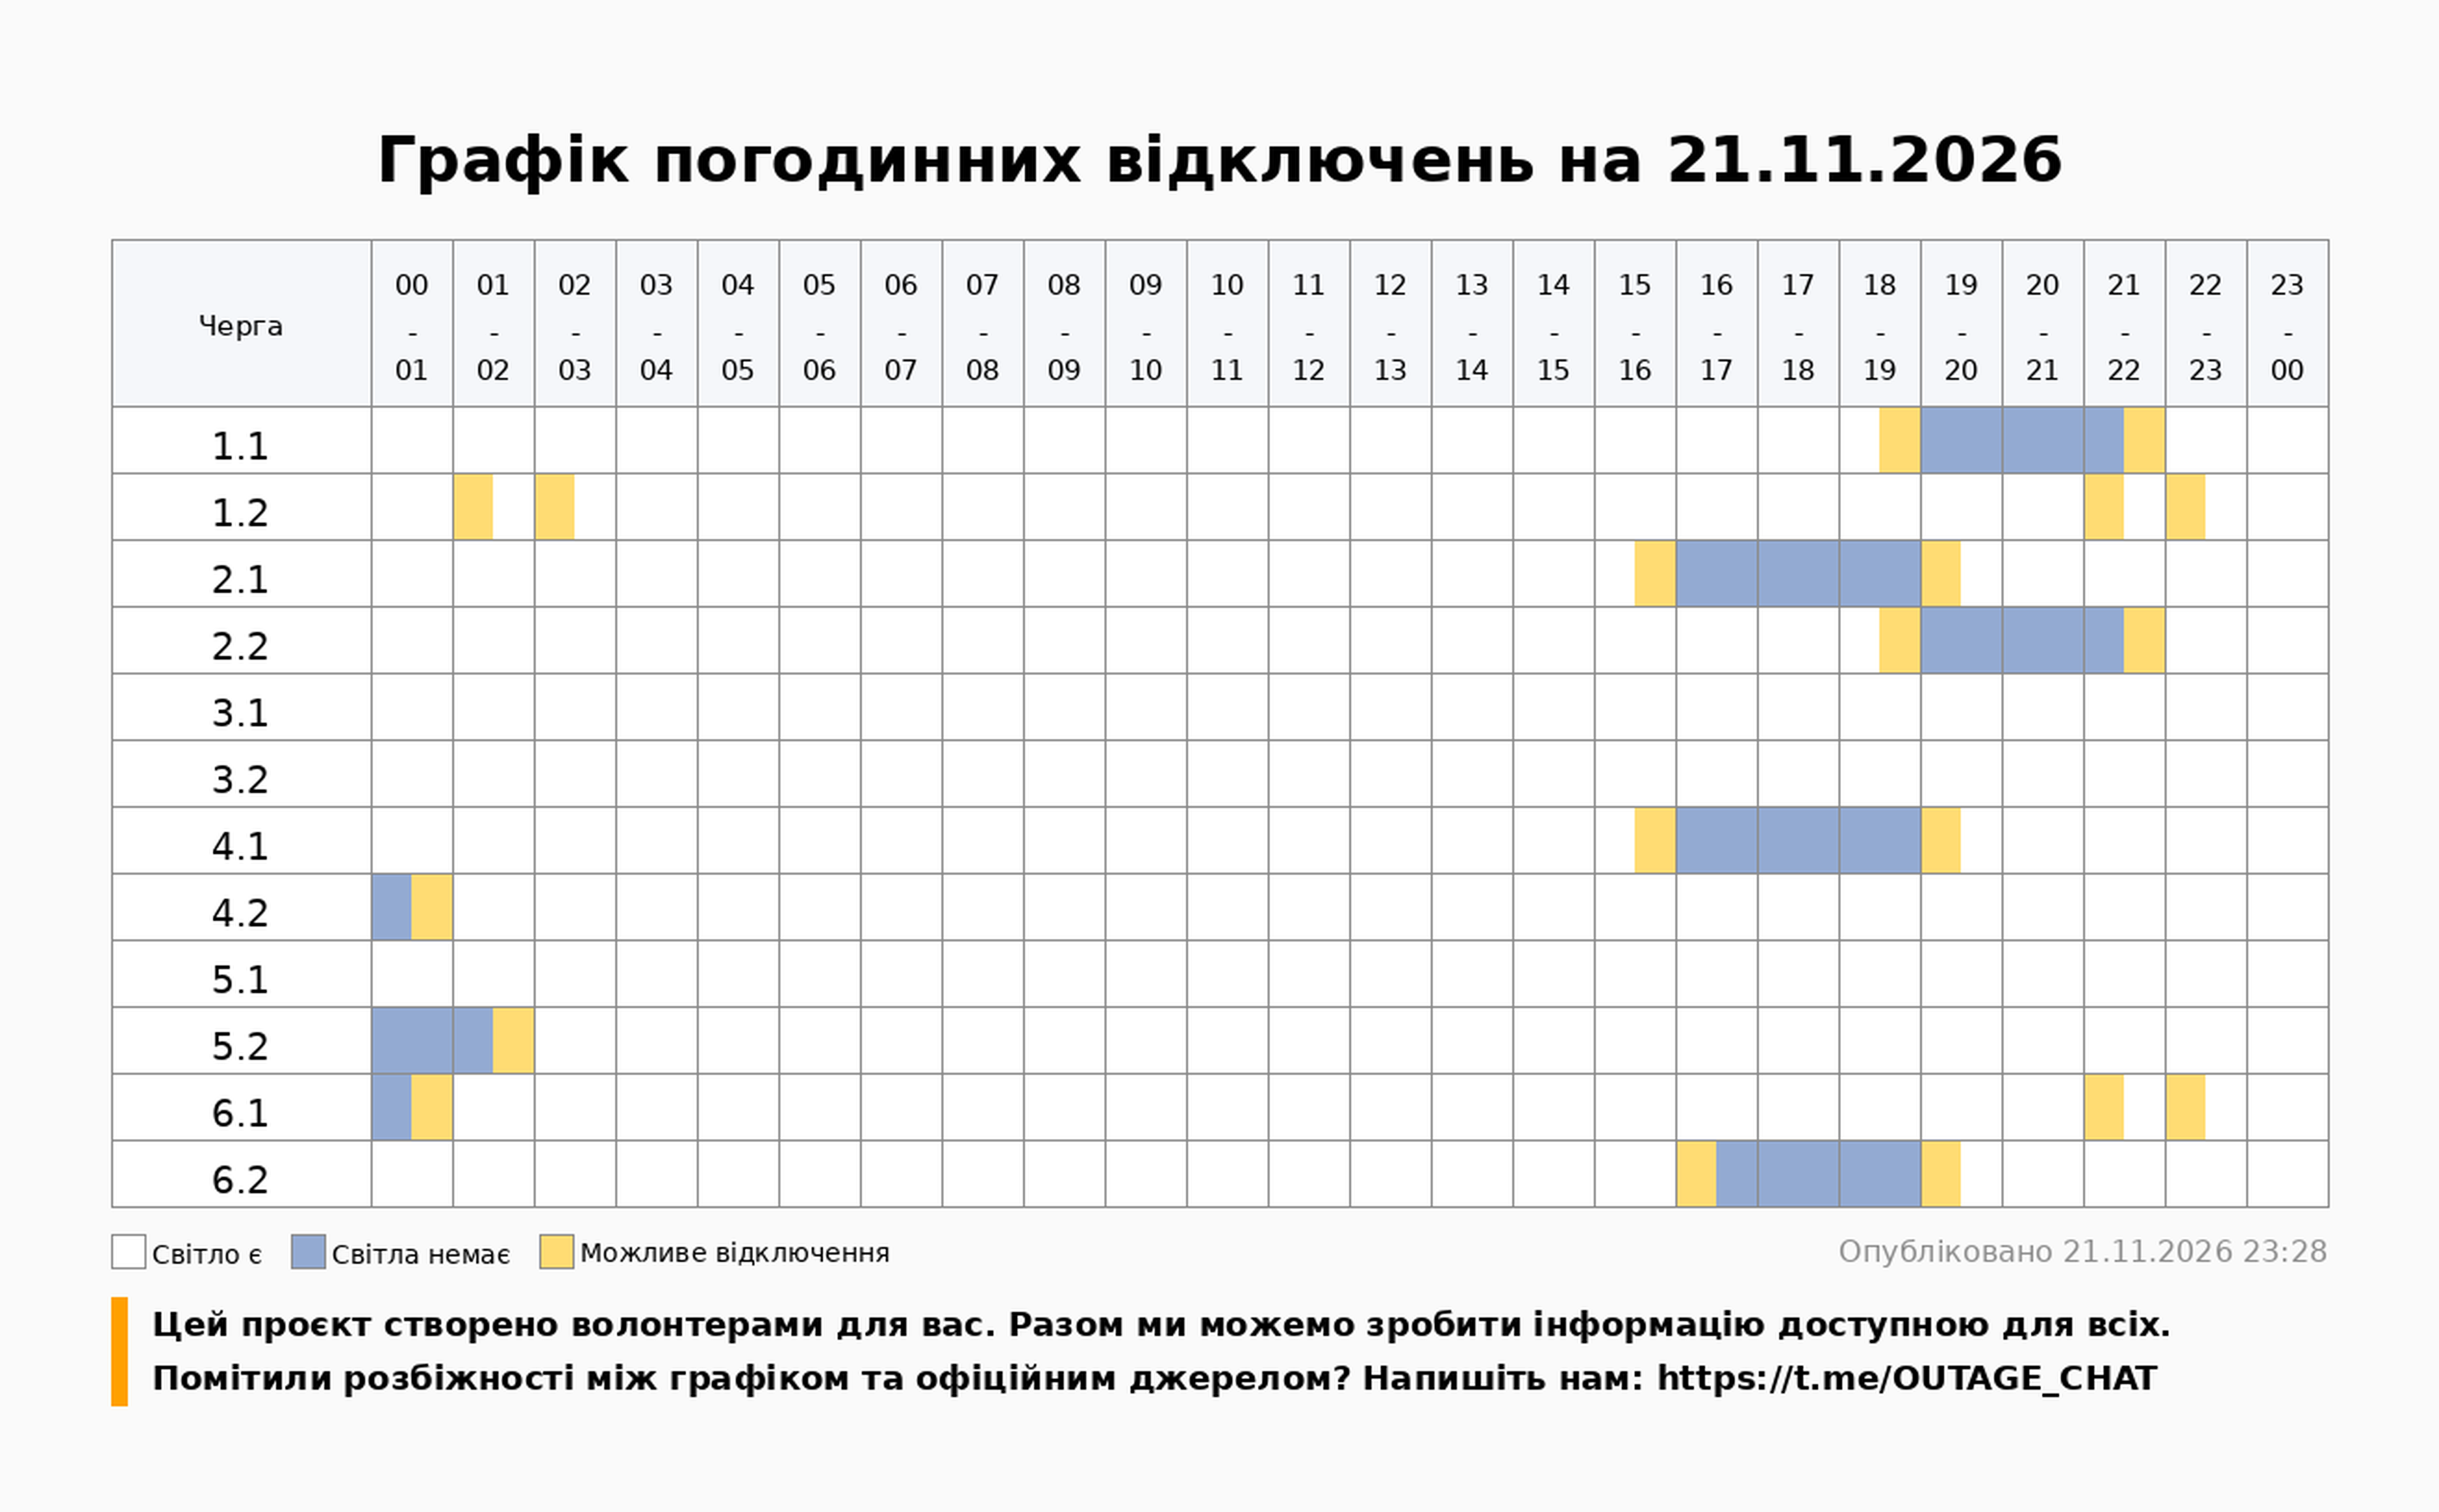 Графік погодинних відключень на 21.11.2026
Черга 00 - 01 01 - 02 02 - 03 03 - 04 04 - 05 05 - 06 06 - 07 07 - 08 08 - 09 09 - 10 10 - 11 11 - 12 12 - 13 13 - 14 14 - 15 15 - 16 16 - 17 17 - 18 18 - 19 19 - 20 20 - 21 21 - 22 22 - 23 23 - 00
1.1
1.2
2.1
2.2
3.1
3.2
4.1
4.2
5.1
5.2
6.1
6.2
Світло є Світла немає Можливе відключення Опубліковано 21.11.2026 23:28
Цей проєкт створено волонтерами для вас. Разом ми можемо зробити інформацію доступною для всіх.
Помітили розбіжності між графіком та офіційним джерелом? Напишіть нам: https://t.me/OUTAGE_CHAT